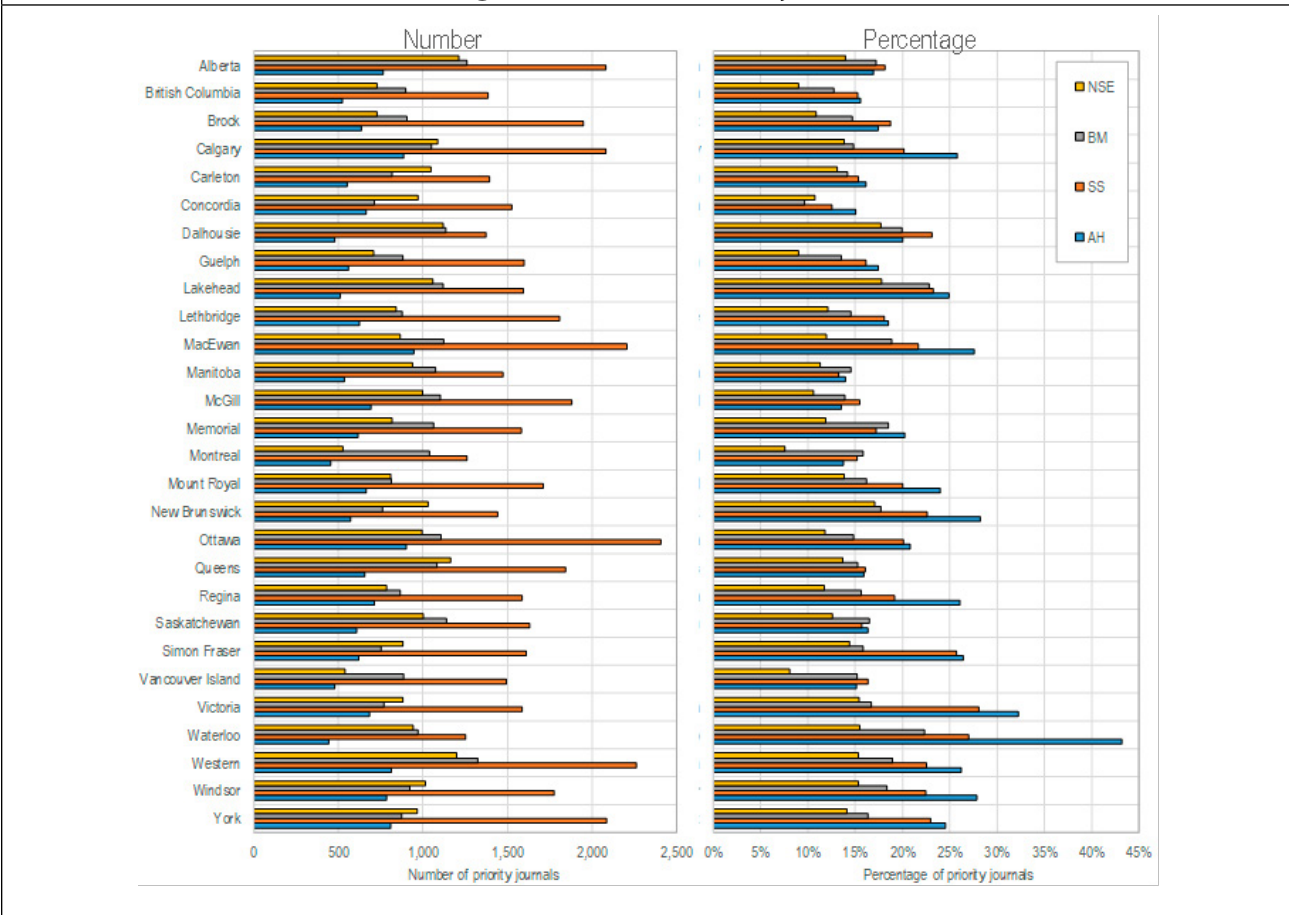 Number
Percentage
Alberta
British Columbia
Brock
Calgary
Carleton
Concordia
Dalhousie
Guelph
Lakehead
Lethbridge
MacEwan
Manitoba
McGill
Memorial
Montreal
Mount Royal
New Brunswick
Ottawa
Queens
Regina
Saskatchewan
Simon Fraser
Vancouver Island
Victoria
Waterloo
Western
Windsor
York
NSE
BM
SS
AH
0 500 1,000 1,500 2,000 2,500
Number of priority journals
0% 5% 10% 15% 20% 25% 30% 35% 40% 45%
Percentage of priority journals